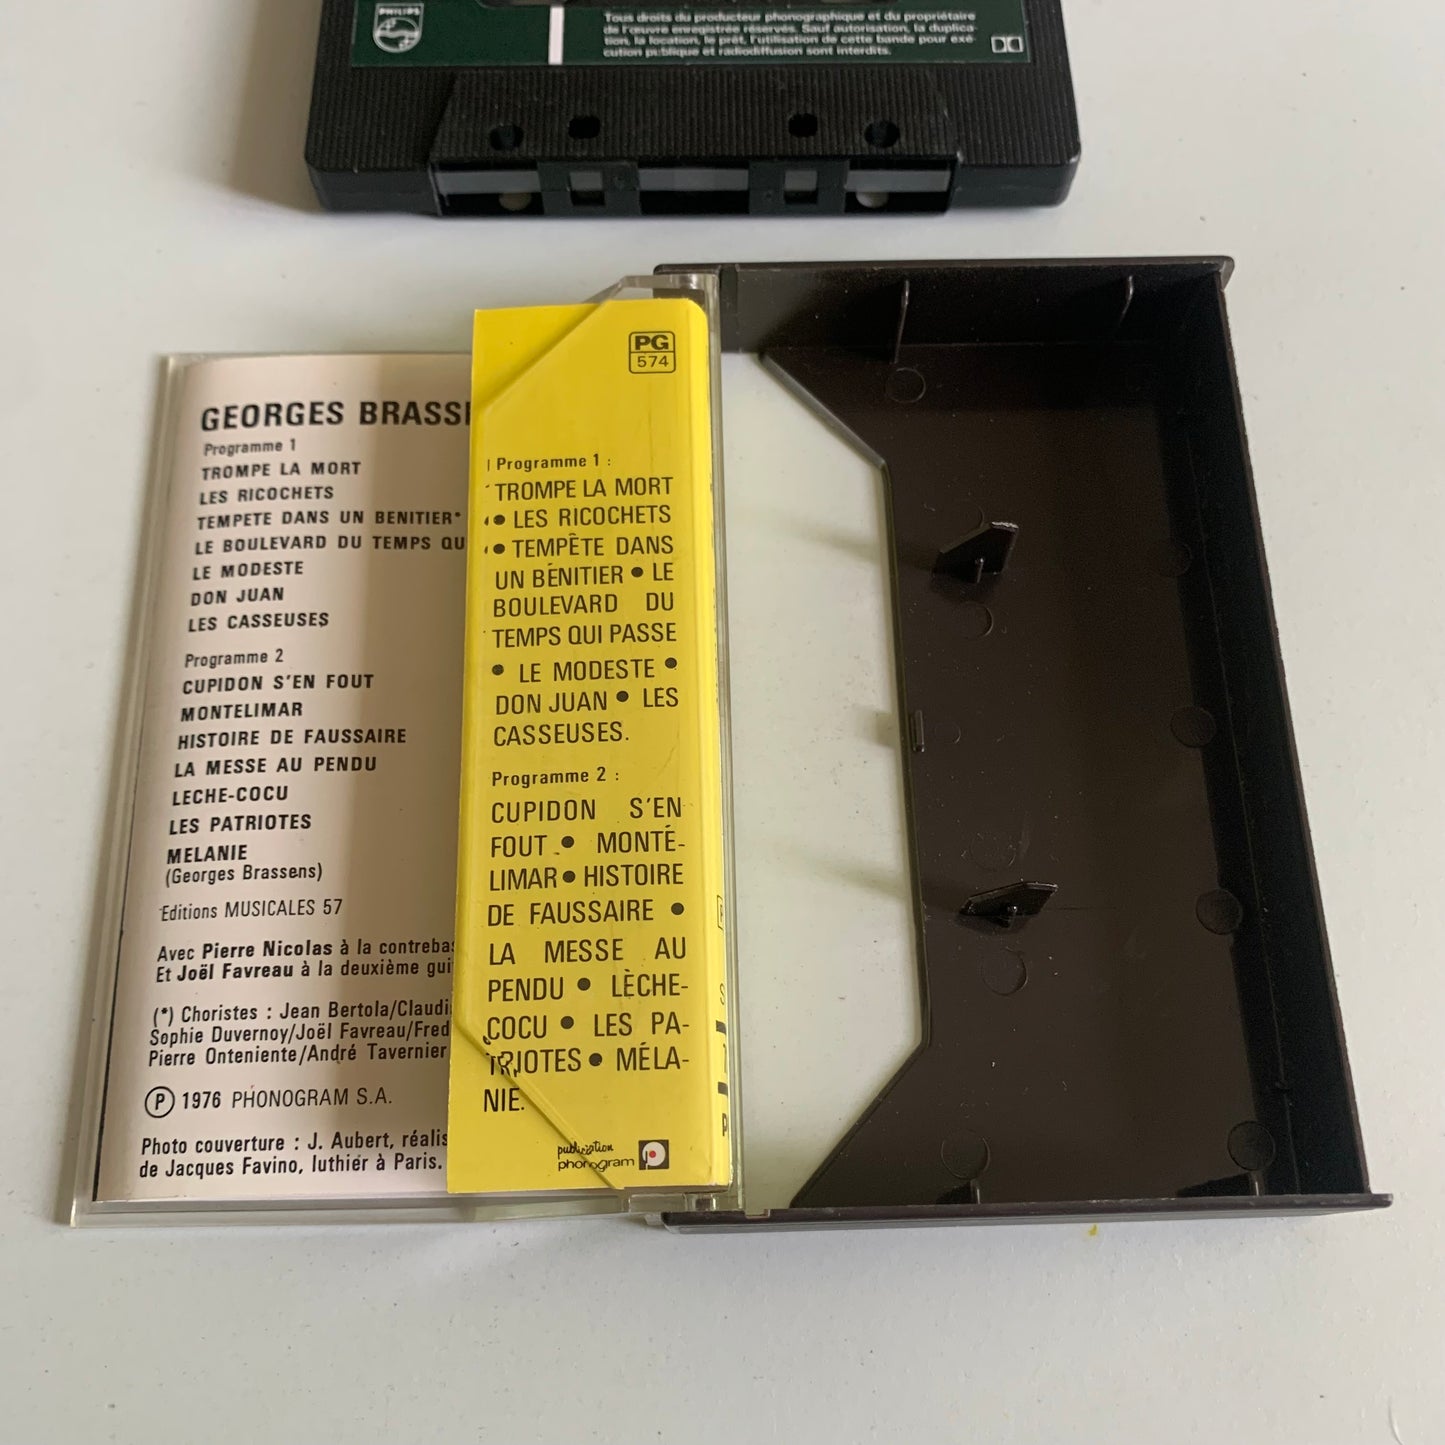 PHILIPS
Tous droits du producteur phonographique et du propriétaire
de l'œuvre enregistrée réservés. Sauf autorisation, la duplica-
tion, la location, le prêt, l'utilisation de cette bande pour exé-
cution publique et radiodiffusion sont interdits.
GEORGES BRASSE
Programme 1
TROMPE LA MORT
LES RICOCHETS
TEMPETE DANS UN BENITIER*
LE BOULEVARD DU TEMPS QU
LE MODESTE
DON JUAN
LES CASSEUSES
Programme 2
CUPIDON S'EN FOUT
MONTELIMAR
HISTOIRE DE FAUSSAIRE
LA MESSE AU PENDU
LECHE-COCU
LES PATRIOTES
MELANIE
(Georges Brassens)
Editions MUSICALES 57
Avec Pierre Nicolas à la contrebas
Et Joël Favreau à la deuxième gui
(*) Choristes : Jean Bertola/Claudi
Sophie Duvernoy/Joël Favreau/Fred
Pierre Onteniente/André Tavernier
Ⓟ 1976 PHONOGRAM S.A.
Photo couverture : J. Aubert, réalis
de Jacques Favino, luthier à Paris.
PG
574
Programme 1 :
TROMPE LA MORT
• LES RICOCHETS
• TEMPÊTE DANS
UN BÉNITIER • LE
BOULEVARD DU
TEMPS QUI PASSE
• LE MODESTE •
DON JUAN • LES
CASSEUSES.
Programme 2 :
CUPIDON S'EN
FOUT • MONTÉ-
LIMAR • HISTOIRE
DE FAUSSAIRE •
LA MESSE AU
PENDU • LÈCHE-
COCU • LES PA-
TRIOTES • MÉLA-
NIE.
publication
phonogram